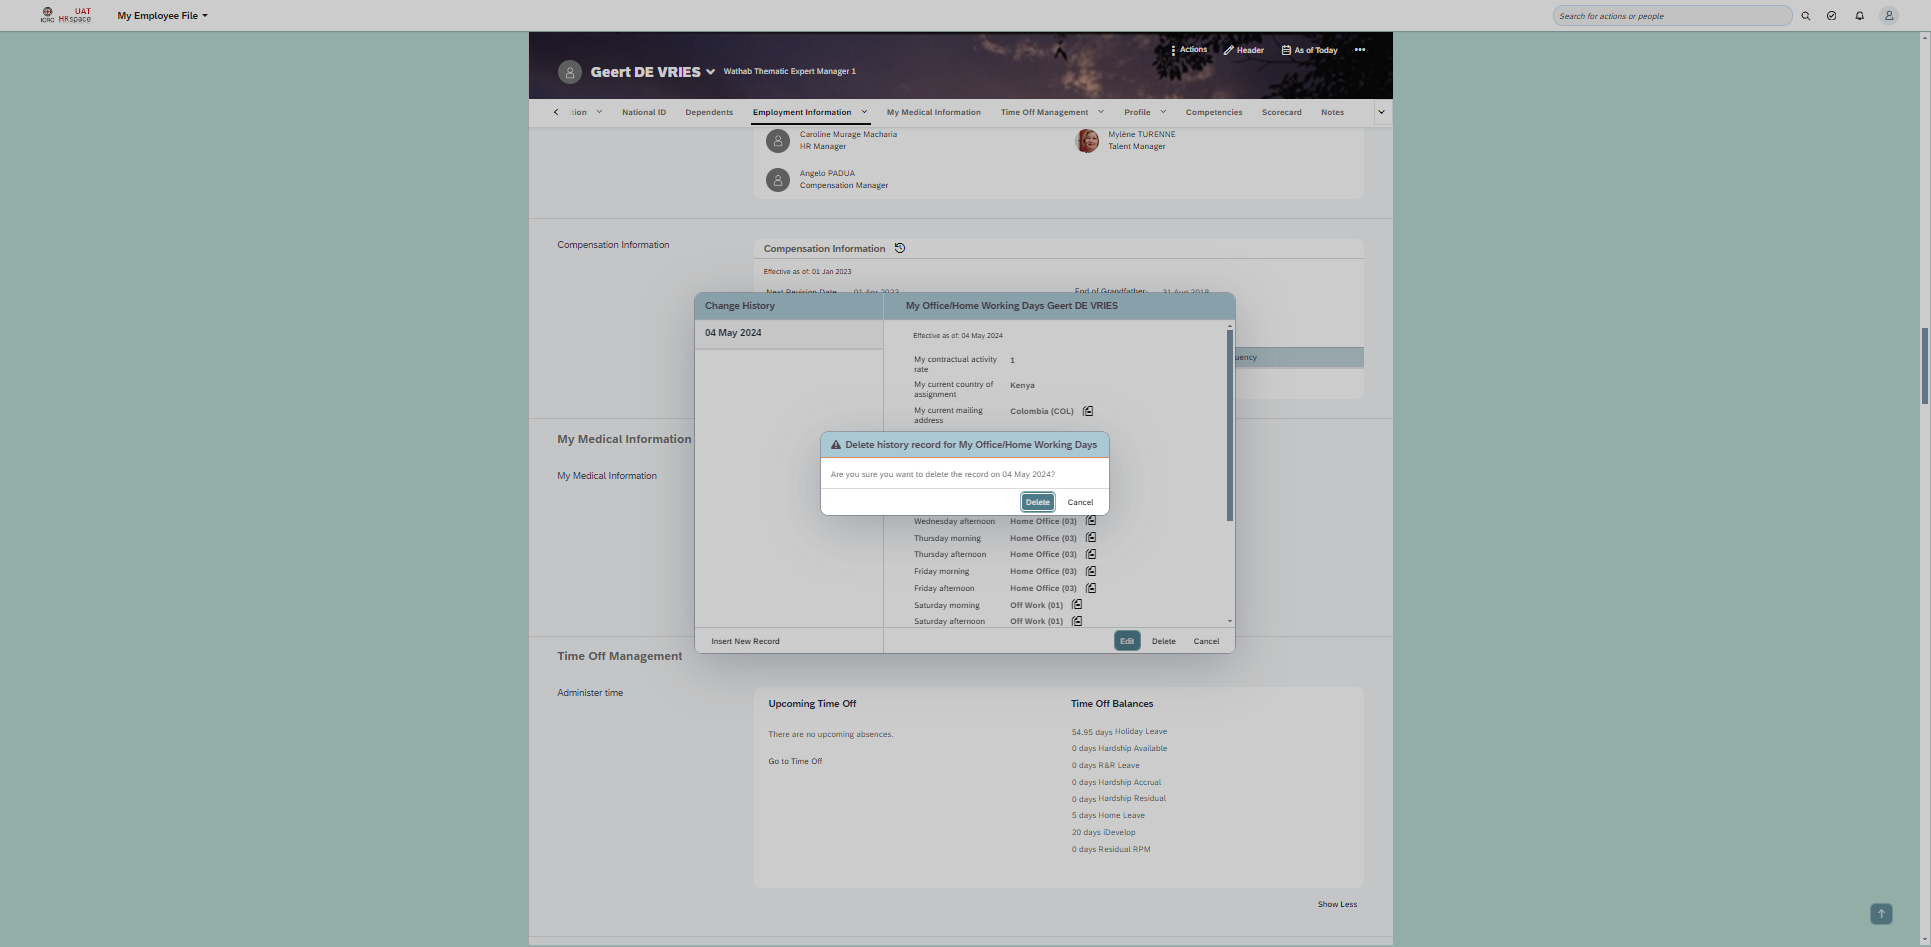 UAT
ICRC HRspace
My Employee File
Search for actions or people
Actions
Header
As of Today
Geert DE VRIES
Wathab Thematic Expert Manager 1
tion
National ID
Dependents
Employment Information
My Medical Information
Time Off Management
Profile
Competencies
Scorecard
Notes
Caroline Murage Macharia
HR Manager
Mylène TURENNE
Talent Manager
Angelo PADUA
Compensation Manager
Compensation Information
Compensation Information
Effective as of: 01 Jan 2023
Next Revision Date 01 Apr 2023
End of Grandfather- 31 Aug 2018
uency
Change History
04 May 2024
My Office/Home Working Days Geert DE VRIES
Effective as of: 04 May 2024
My contractual activity rate 1
My current country of assignment Kenya
My current mailing address Colombia (COL)
Delete history record for My Office/Home Working Days
Are you sure you want to delete the record on 04 May 2024?
Delete
Cancel
Wednesday afternoon Home Office (03)
Thursday morning Home Office (03)
Thursday afternoon Home Office (03)
Friday morning Home Office (03)
Friday afternoon Home Office (03)
Saturday morning Off Work (01)
Saturday afternoon Off Work (01)
Insert New Record
Edit
Delete
Cancel
My Medical Information
My Medical Information
Time Off Management
Administer time
Upcoming Time Off
There are no upcoming absences.
Go to Time Off
Time Off Balances
54.95 days Holiday Leave
0 days Hardship Available
0 days R&R Leave
0 days Hardship Accrual
0 days Hardship Residual
5 days Home Leave
20 days iDevelop
0 days Residual RPM
Show Less